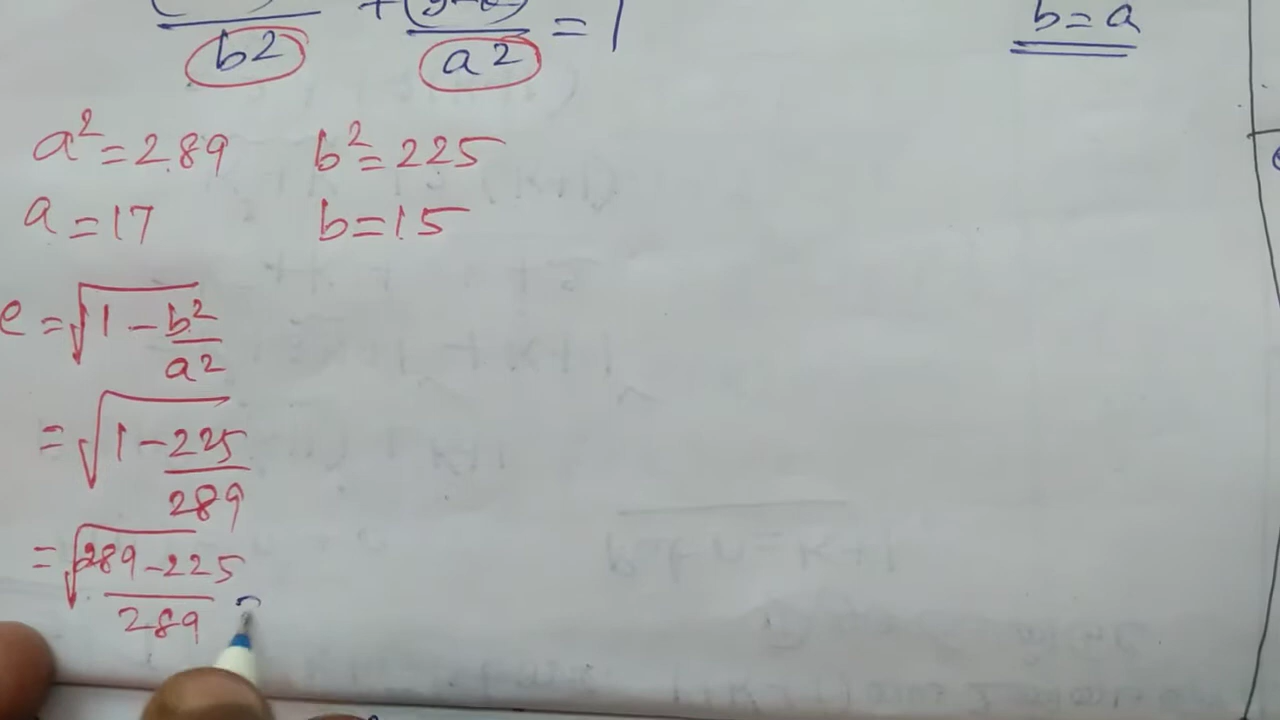 b² + a² = 1
b = a
a² = 289 b² = 225
a = 17 b = 15
e = √1 - b²/a²
= √1 - 225/289
= √289 - 225/289 =